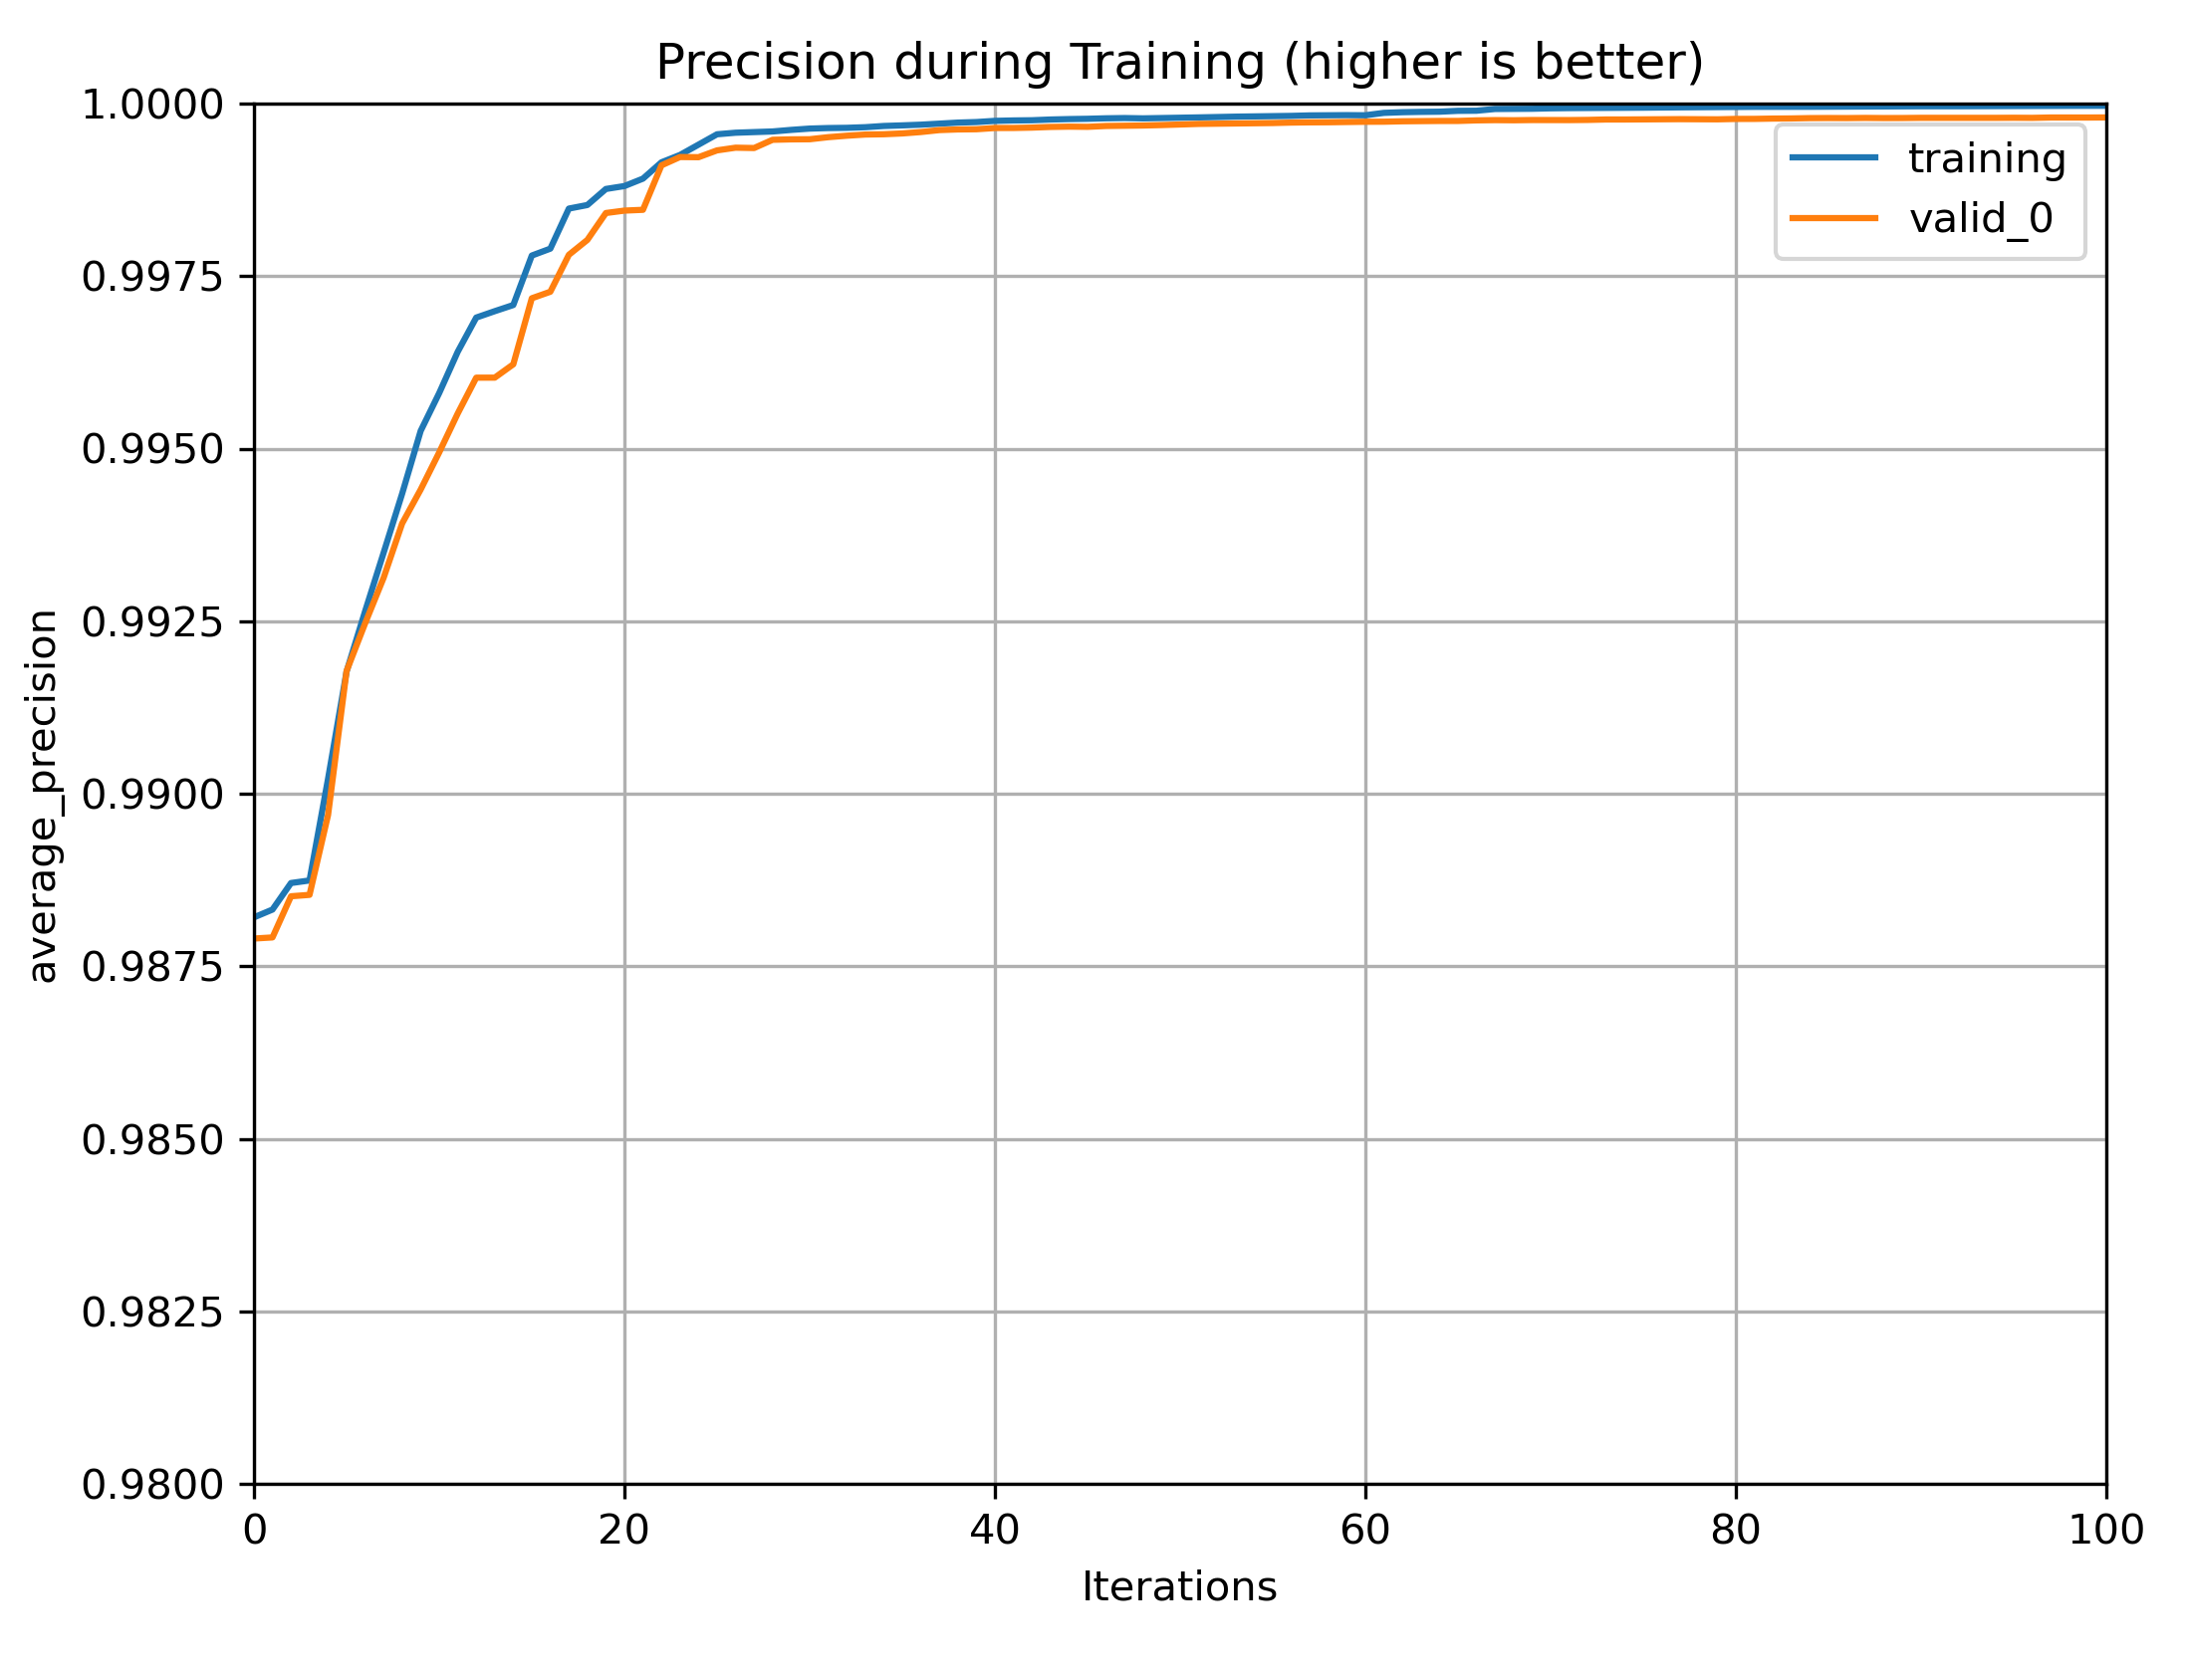 Precision during Training (higher is better)
1.0000
0.9975
0.9950
0.9925
0.9900
0.9875
0.9850
0.9825
0.9800
average_precision
training
valid_0
0 20 40 60 80 100
Iterations